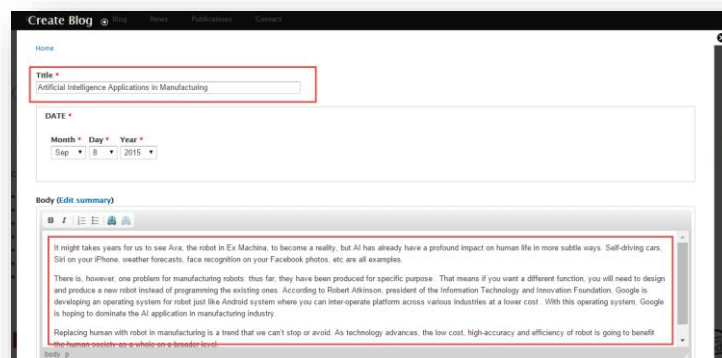 Create Blog Blog News Publications Contact
Home
Title *
Artificial Intelligence Applications in Manufacturing
DATE *
Month * Day * Year *
Sep 8 2015
Body (Edit summary)
B I
It might takes years for us to see Ava, the robot in Ex Machina, to become a reality, but AI has already have a profound impact on human life in more subtle ways. Self-driving cars,
Siri on your iPhone, weather forecasts, face recognition on your Facebook photos, etc are all examples.
There is, however, one problem for manufacturing robots: thus far, they have been produced for specific purpose . That means if you want a different function, you will need to design
and produce a new robot instead of programming the existing ones. According to Robert Atkinson, president of the Information Technology and Innovation Foundation, Google is
developing an operating system for robot just like Android system where you can inter-operate platform across various industries at a lower cost . With this operating system, Google
is hoping to dominate the AI application in manufacturing industry.
Replacing human with robot in manufacturing is a trend that we can't stop or avoid. As technology advances, the low cost, high-accuracy and efficiency of robot is going to benefit
the human society as a whole on a broader level.
body p